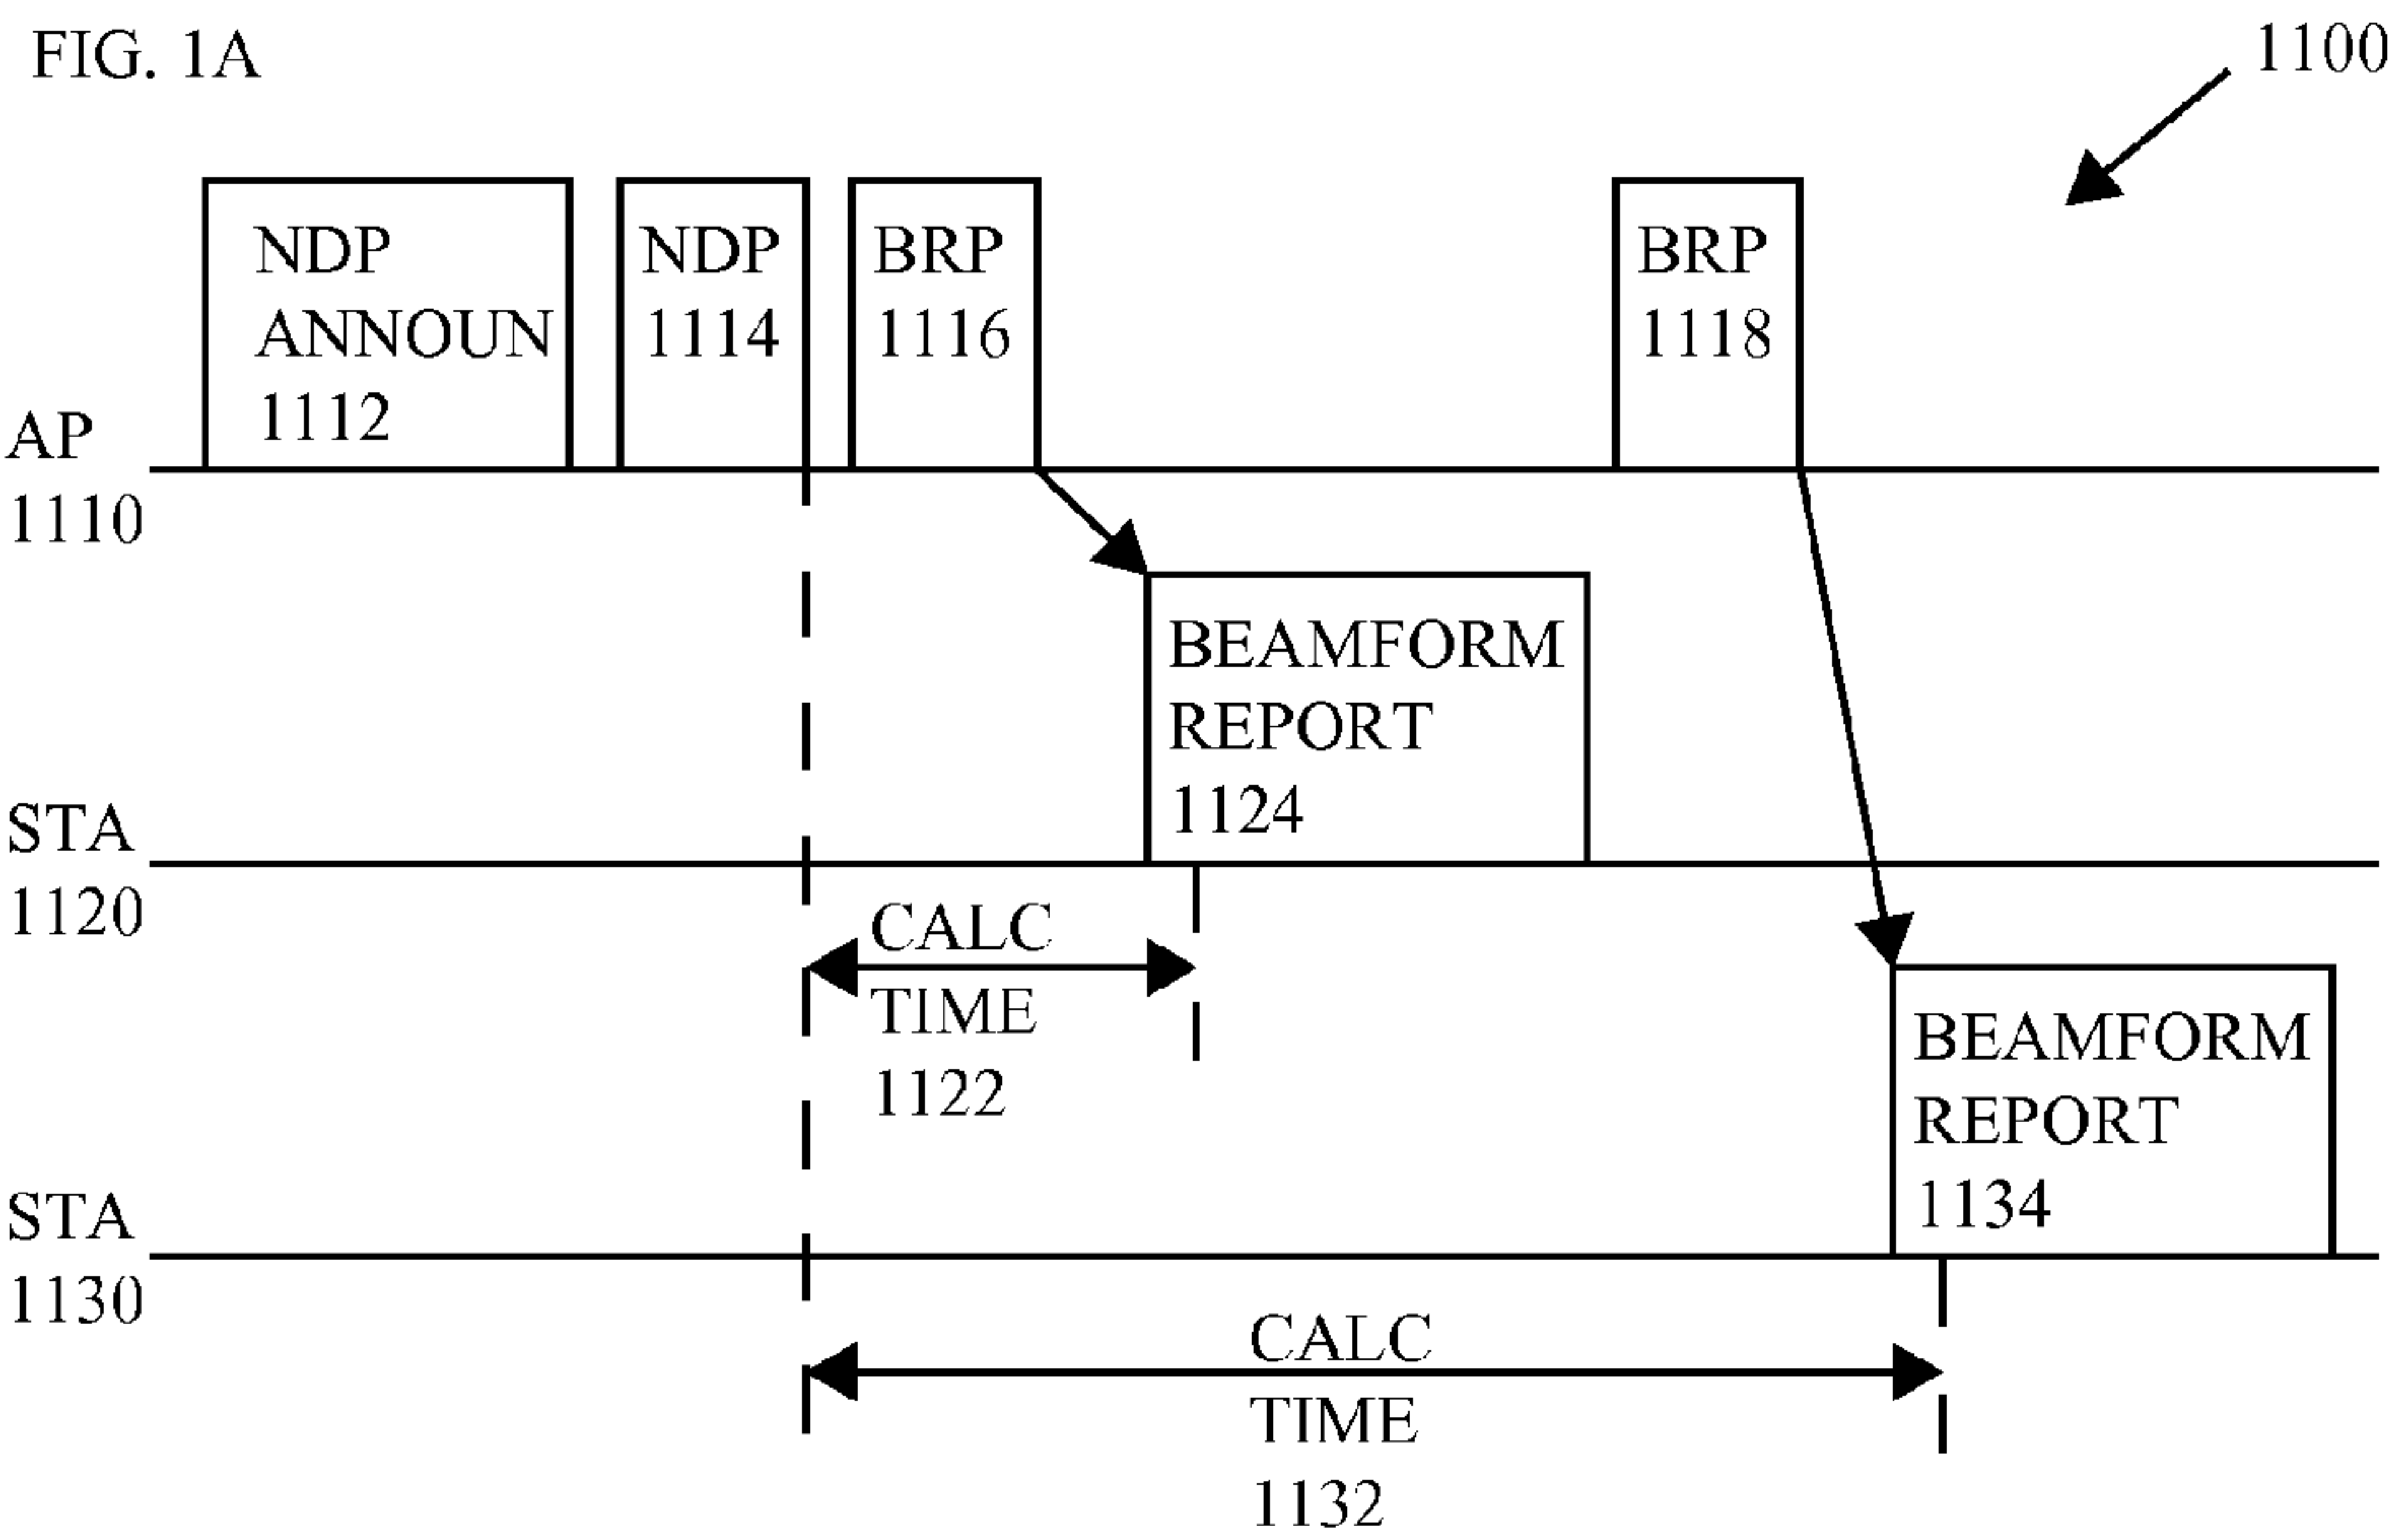 FIG. 1A
1100
NDP
ANNOUN
1112
NDP
1114
BRP
1116
BRP
1118
AP
1110
BEAMFORM
REPORT
1124
STA
1120
CALC
TIME
1122
BEAMFORM
REPORT
1134
STA
1130
CALC
TIME
1132